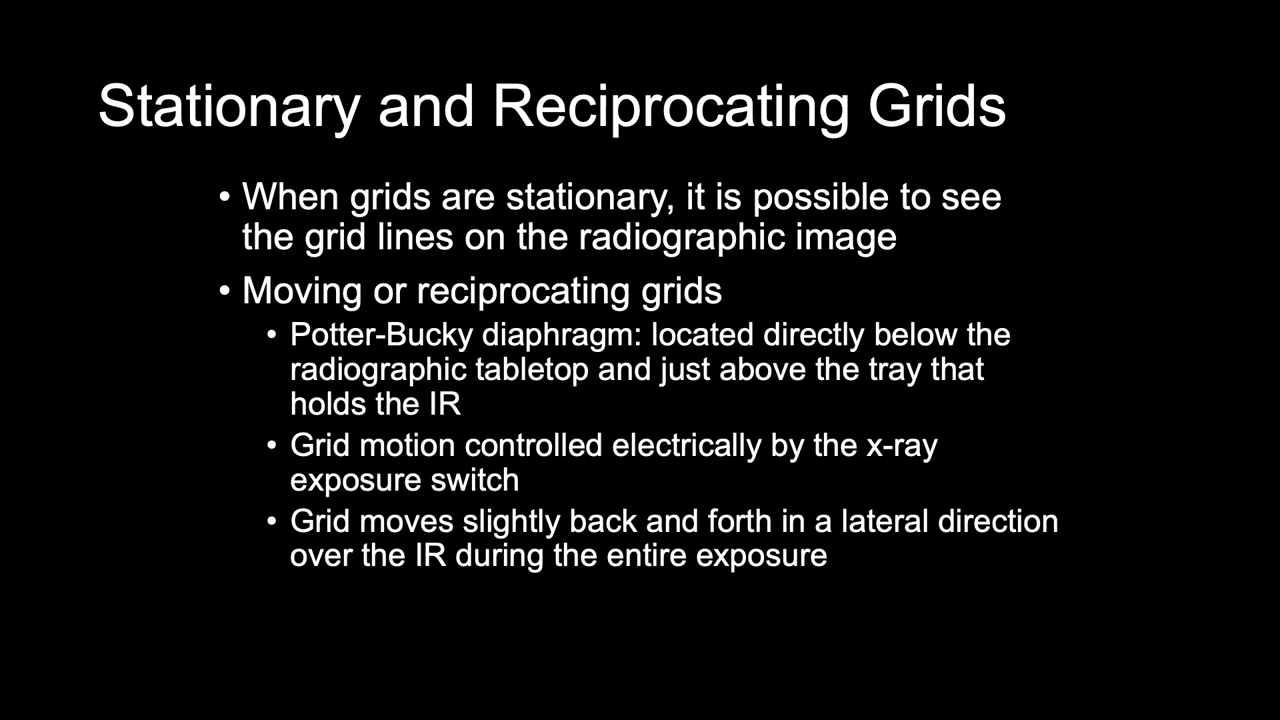 Stationary and Reciprocating Grids
• When grids are stationary, it is possible to see
the grid lines on the radiographic image
• Moving or reciprocating grids
• Potter-Bucky diaphragm: located directly below the
radiographic tabletop and just above the tray that
holds the IR
• Grid motion controlled electrically by the x-ray
exposure switch
• Grid moves slightly back and forth in a lateral direction
over the IR during the entire exposure